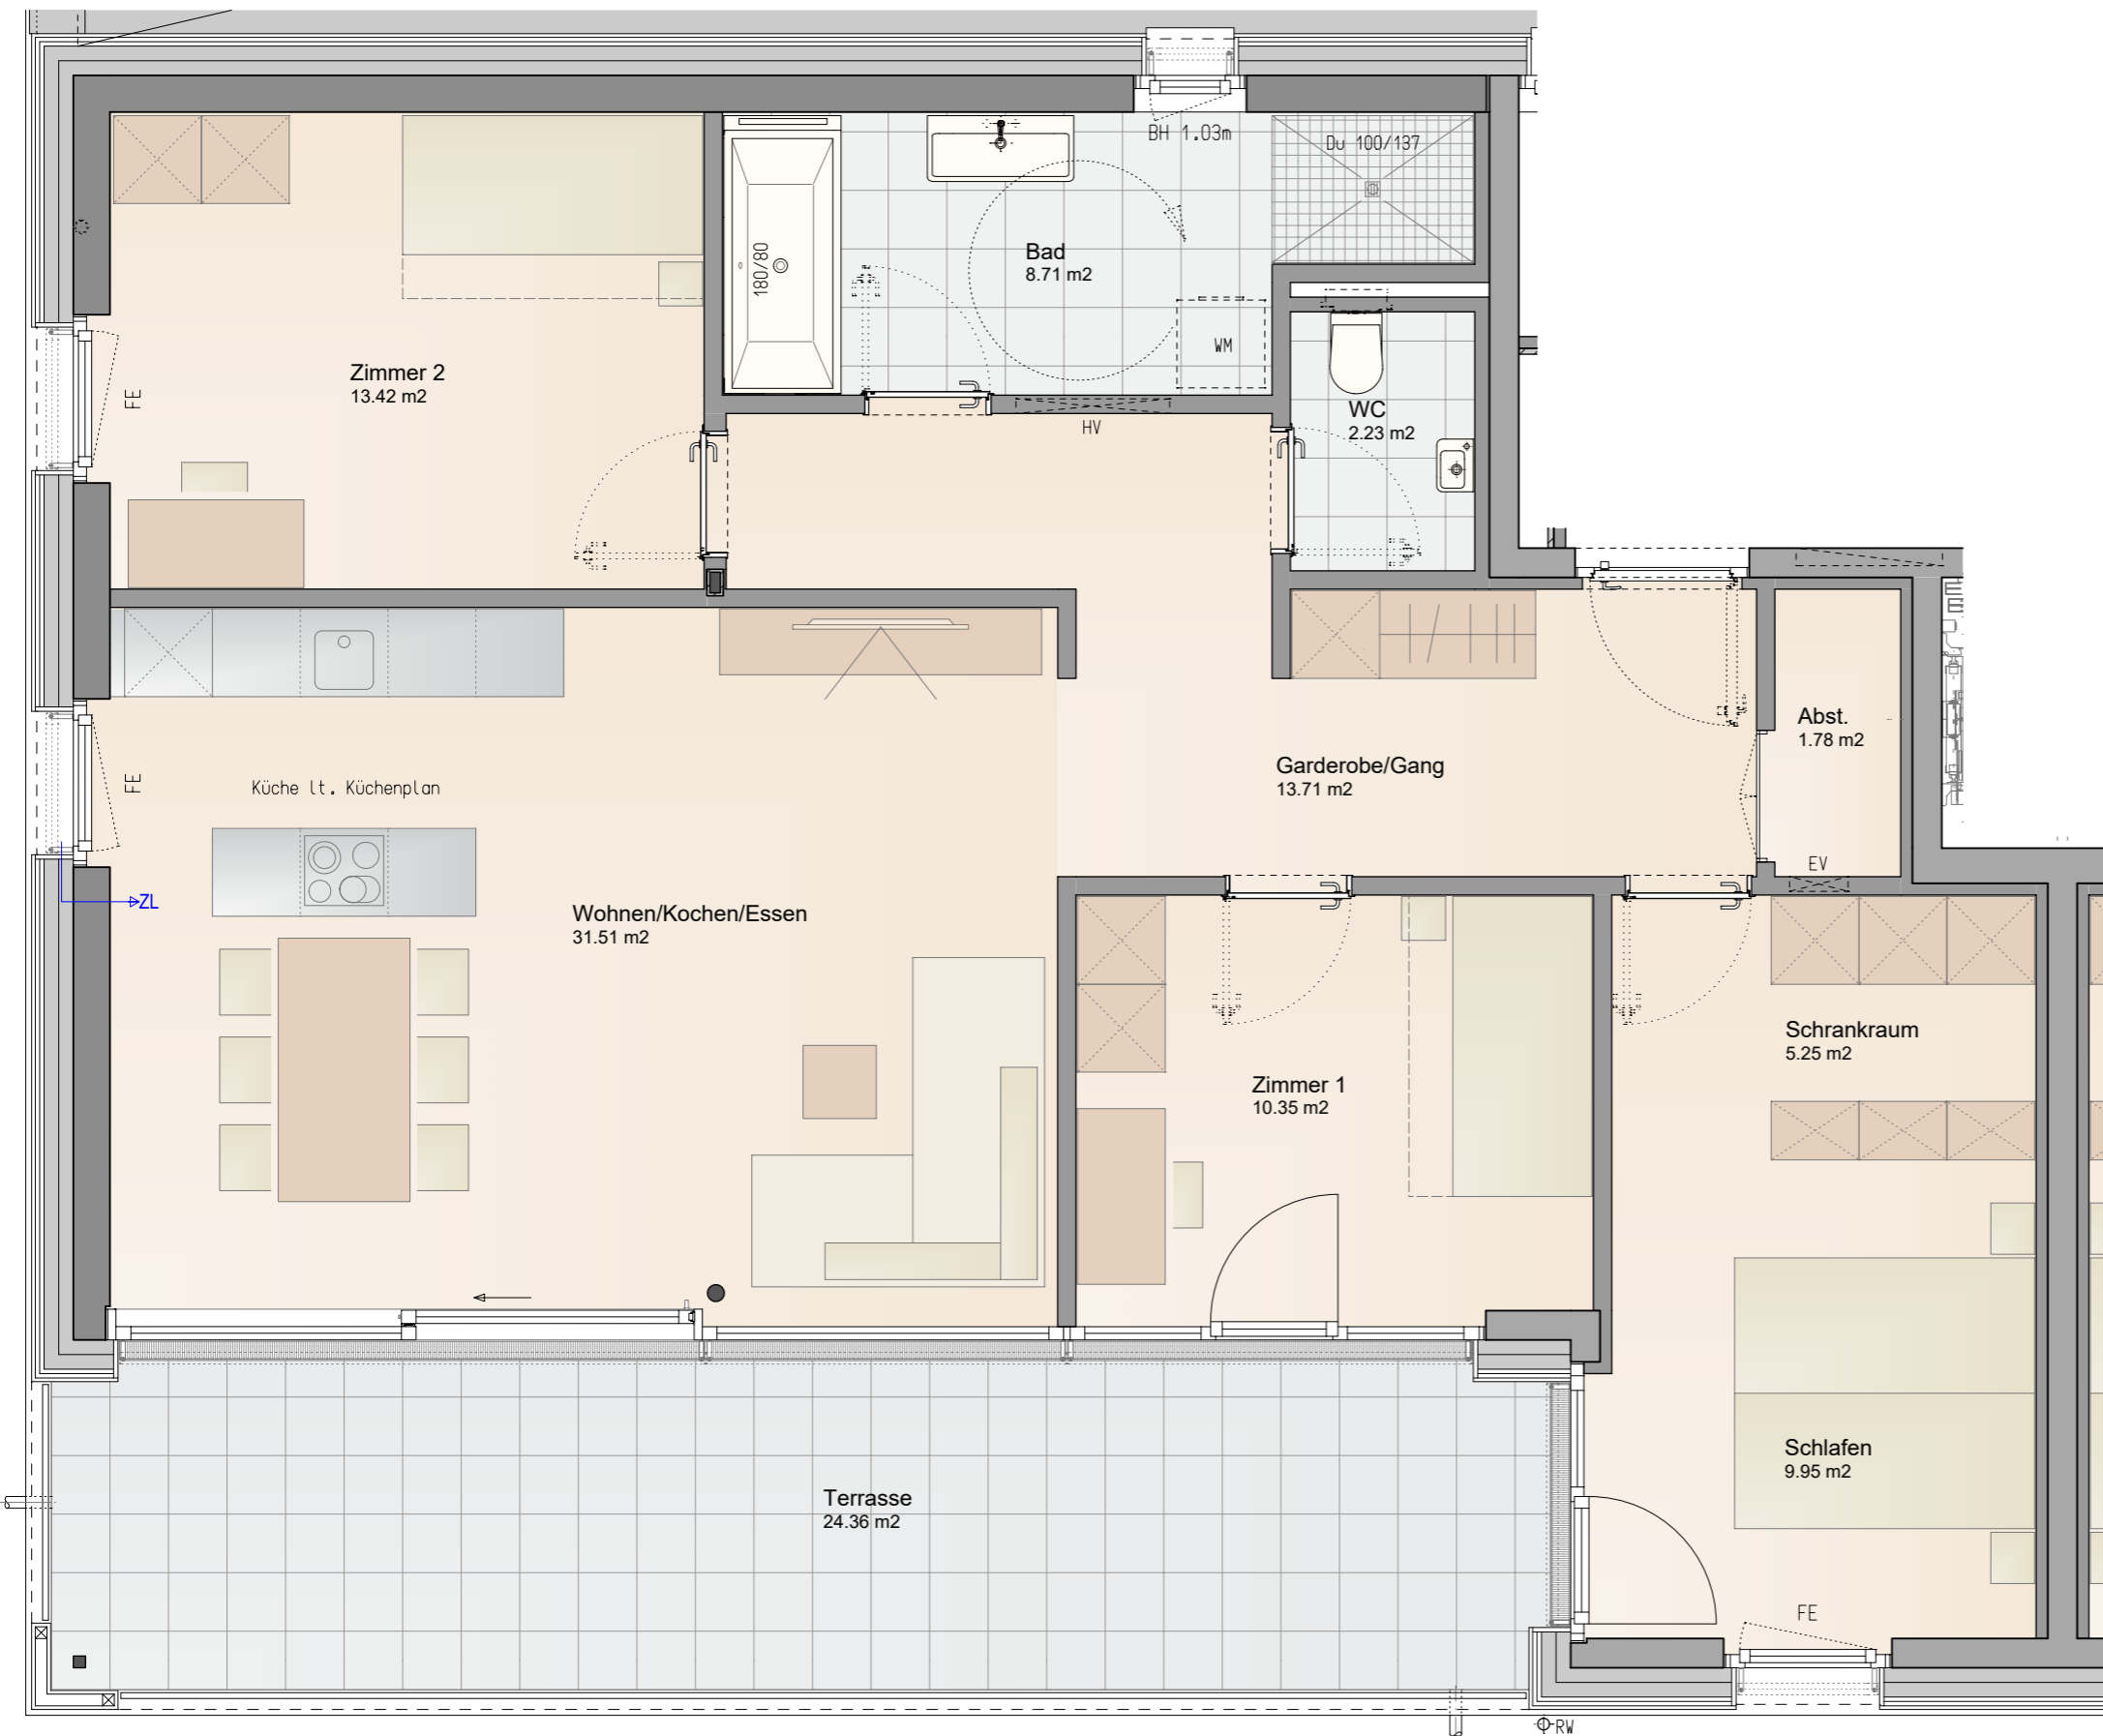 BH 1.03m
Du 100/137
180/80
Bad
8.71 m2
WM
Zimmer 2
13.42 m2
FE
HV
WC
2.23 m2
Abst.
1.78 m2
Garderobe/Gang
13.71 m2
FE
Küche lt. Küchenplan
EV
ZL
Wohnen/Kochen/Essen
31.51 m2
Schrankraum
5.25 m2
Zimmer 1
10.35 m2
Schlafen
9.95 m2
Terrasse
24.36 m2
FE
RW